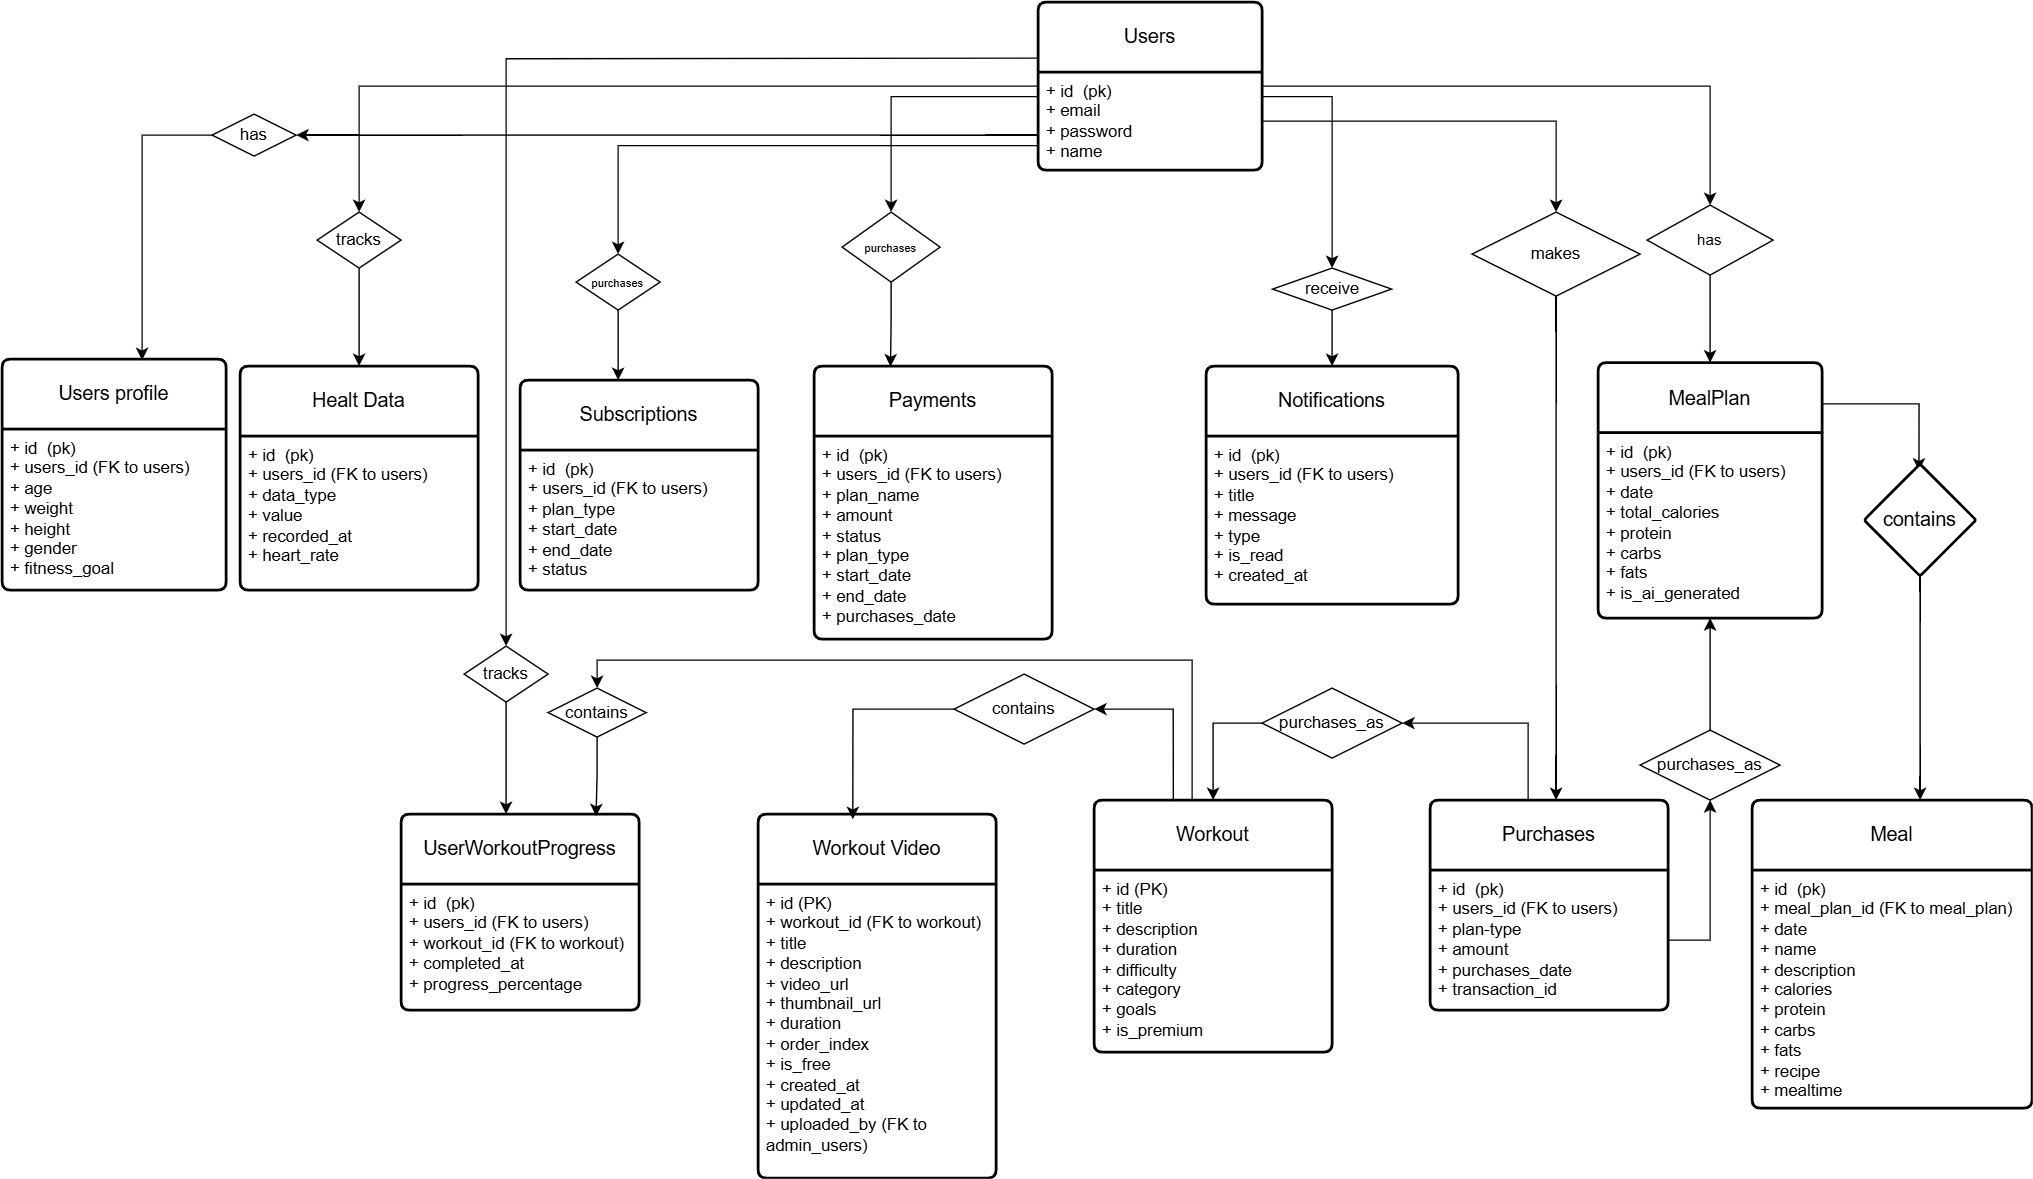 Users
+ id  (pk)
+ email
+ password
+ name
has
tracks
purchases
purchases
receive
makes
has
Users profile
+ id  (pk)
+ users_id (FK to users)
+ age
+ weight
+ height
+ gender
+ fitness_goal
Healt Data
+ id  (pk)
+ users_id (FK to users)
+ data_type
+ value
+ recorded_at
+ heart_rate
Subscriptions
+ id  (pk)
+ users_id (FK to users)
+ plan_type
+ start_date
+ end_date
+ status
Payments
+ id  (pk)
+ users_id (FK to users)
+ plan_name
+ amount
+ status
+ plan_type
+ start_date
+ end_date
+ purchases_date
Notifications
+ id  (pk)
+ users_id (FK to users)
+ title
+ message
+ type
+ is_read
+ created_at
MealPlan
+ id  (pk)
+ users_id (FK to users)
+ date
+ total_calories
+ protein
+ carbs
+ fats
+ is_ai_generated
contains
tracks
contains
contains
purchases_as
purchases_as
UserWorkoutProgress
+ id  (pk)
+ users_id (FK to users)
+ workout_id (FK to workout)
+ completed_at
+ progress_percentage
Workout Video
+ id (PK)
+ workout_id (FK to workout)
+ title
+ description
+ video_url
+ thumbnail_url
+ duration
+ order_index
+ is_free
+ created_at
+ updated_at
+ uploaded_by (FK to
admin_users)
Workout
+ id (PK)
+ title
+ description
+ duration
+ difficulty
+ category
+ goals
+ is_premium
Purchases
+ id  (pk)
+ users_id (FK to users)
+ plan-type
+ amount
+ purchases_date
+ transaction_id
Meal
+ id  (pk)
+ meal_plan_id (FK to meal_plan)
+ date
+ name
+ description
+ calories
+ protein
+ carbs
+ fats
+ recipe
+ mealtime